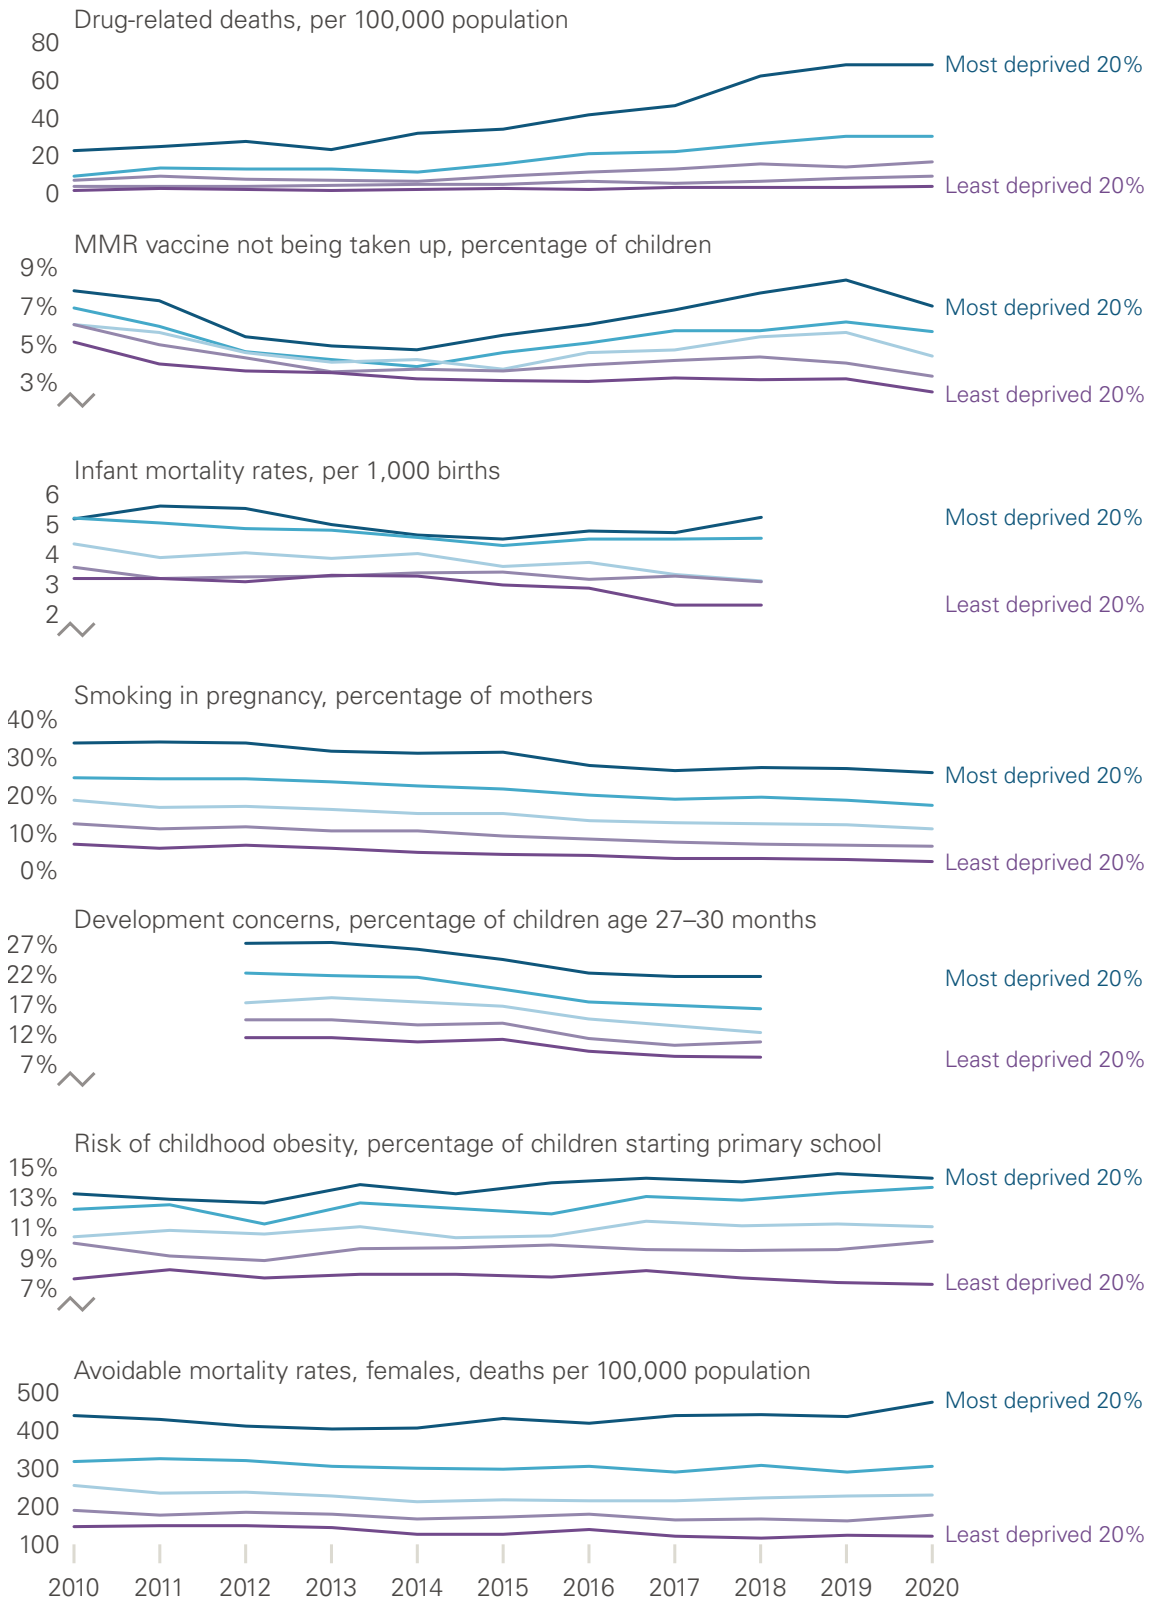 Drug-related deaths, per 100,000 population
80
60
40
20
0
Most deprived 20%
Least deprived 20%
MMR vaccine not being taken up, percentage of children
9%
7%
5%
3%
Most deprived 20%
Least deprived 20%
Infant mortality rates, per 1,000 births
6
5
4
3
2
Most deprived 20%
Least deprived 20%
Smoking in pregnancy, percentage of mothers
40%
30%
20%
10%
0%
Most deprived 20%
Least deprived 20%
Development concerns, percentage of children age 27–30 months
27%
22%
17%
12%
7%
Most deprived 20%
Least deprived 20%
Risk of childhood obesity, percentage of children starting primary school
15%
13%
11%
9%
7%
Most deprived 20%
Least deprived 20%
Avoidable mortality rates, females, deaths per 100,000 population
500
400
300
200
100
Most deprived 20%
Least deprived 20%
2010 2011 2012 2013 2014 2015 2016 2017 2018 2019 2020